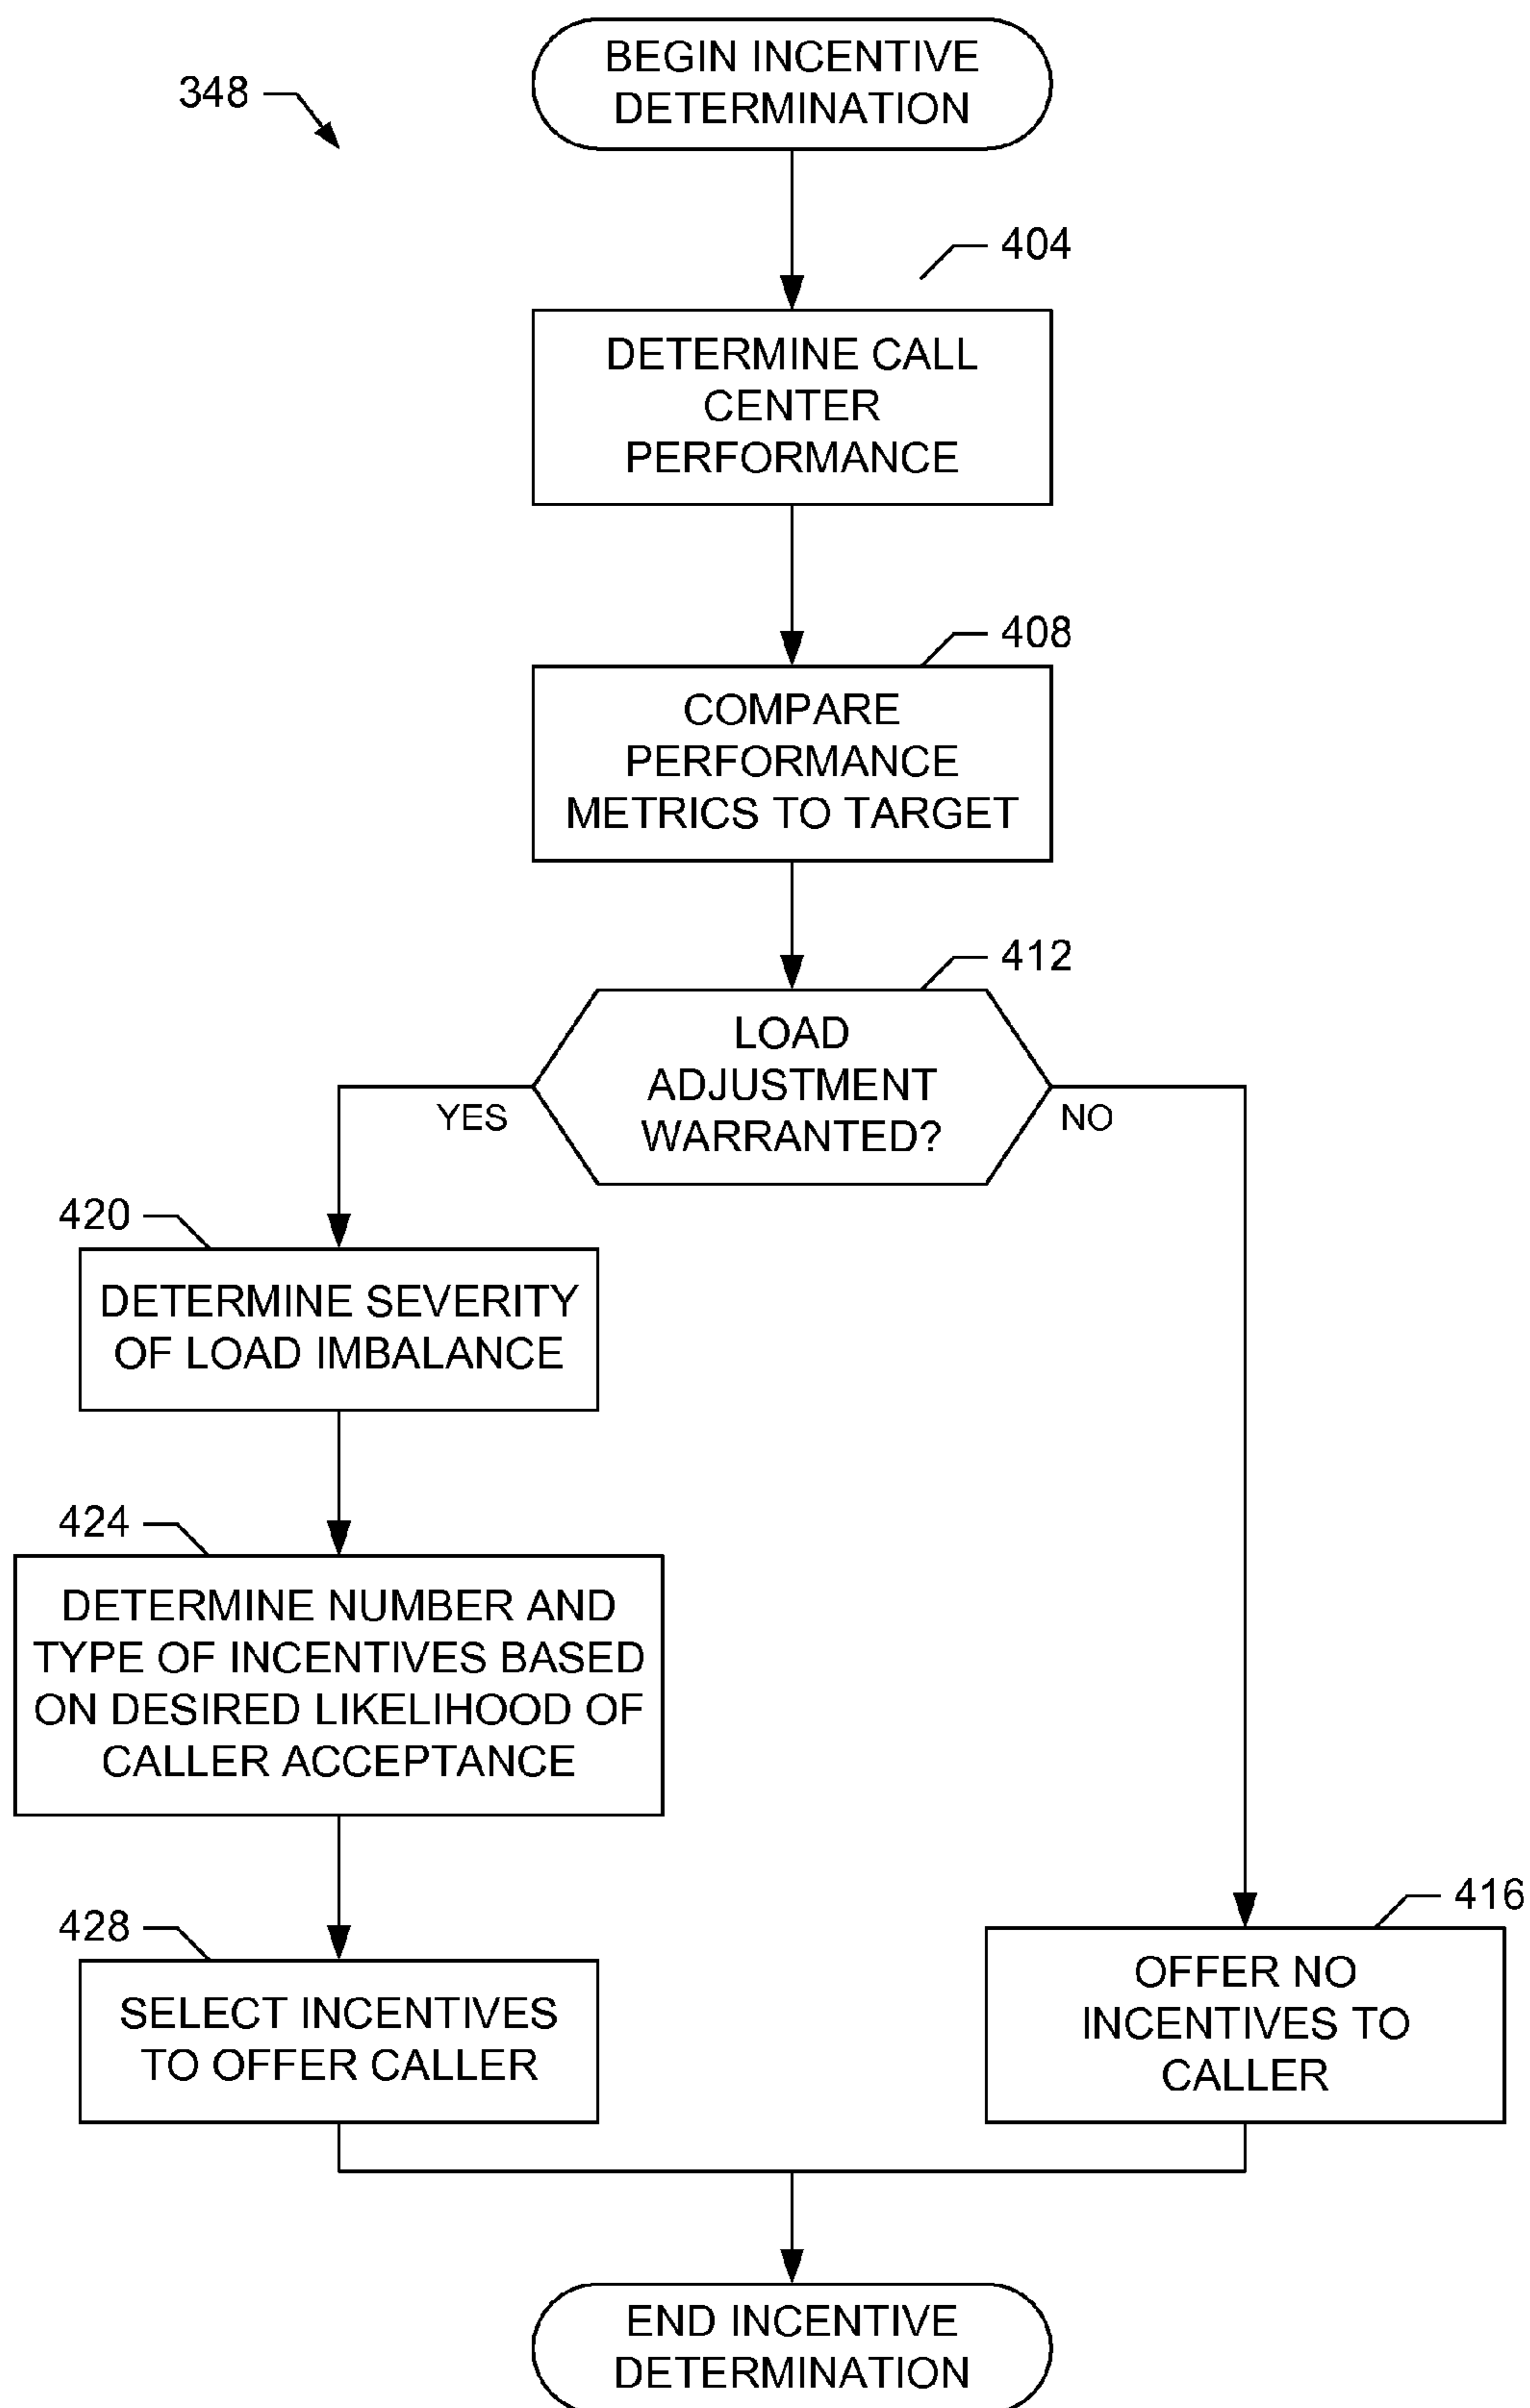 BEGIN INCENTIVE
DETERMINATION
348
404
DETERMINE CALL
CENTER
PERFORMANCE
408
COMPARE
PERFORMANCE
METRICS TO TARGET
412
LOAD
ADJUSTMENT
WARRANTED?
YES
NO
420
DETERMINE SEVERITY
OF LOAD IMBALANCE
424
DETERMINE NUMBER AND
TYPE OF INCENTIVES BASED
ON DESIRED LIKELIHOOD OF
CALLER ACCEPTANCE
428
SELECT INCENTIVES
TO OFFER CALLER
416
OFFER NO
INCENTIVES TO
CALLER
END INCENTIVE
DETERMINATION